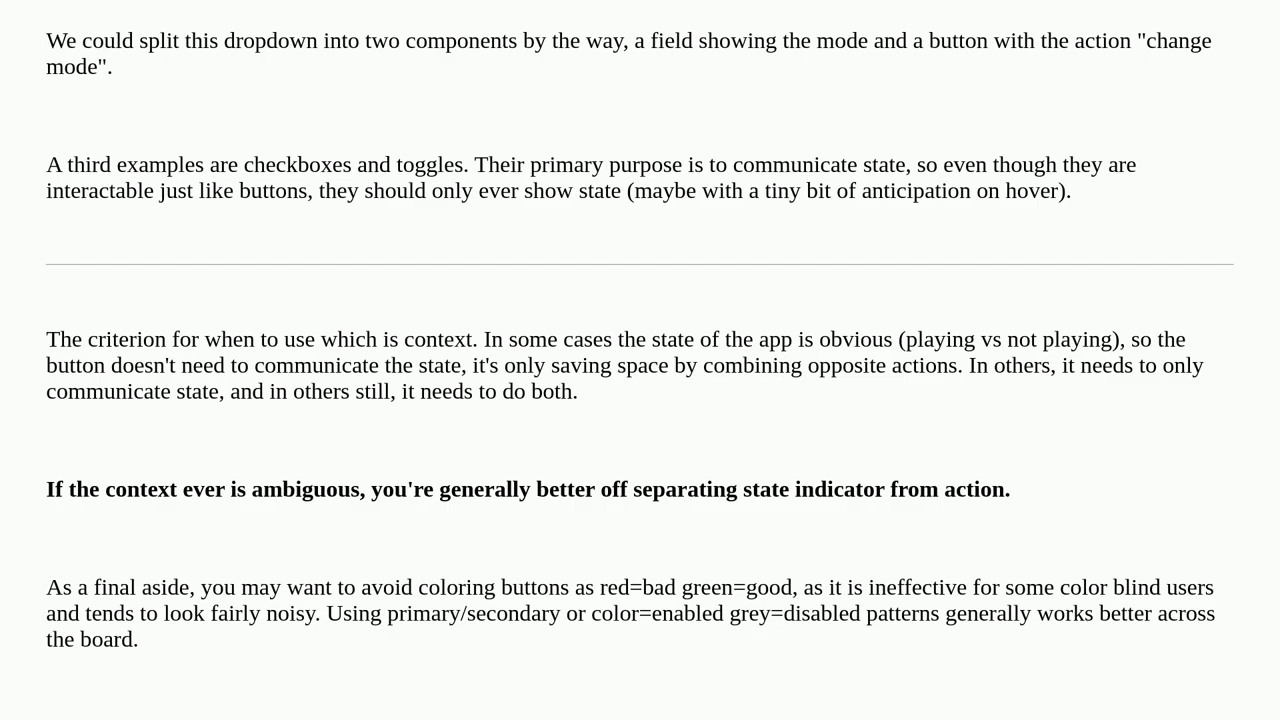 We could split this dropdown into two components by the way, a field showing the mode and a button with the action "change
mode".
A third examples are checkboxes and toggles. Their primary purpose is to communicate state, so even though they are
interactable just like buttons, they should only ever show state (maybe with a tiny bit of anticipation on hover).
The criterion for when to use which is context. In some cases the state of the app is obvious (playing vs not playing), so the
button doesn't need to communicate the state, it's only saving space by combining opposite actions. In others, it needs to only
communicate state, and in others still, it needs to do both.
If the context ever is ambiguous, you're generally better off separating state indicator from action.
As a final aside, you may want to avoid coloring buttons as red=bad green=good, as it is ineffective for some color blind users
and tends to look fairly noisy. Using primary/secondary or color=enabled grey=disabled patterns generally works better across
the board.